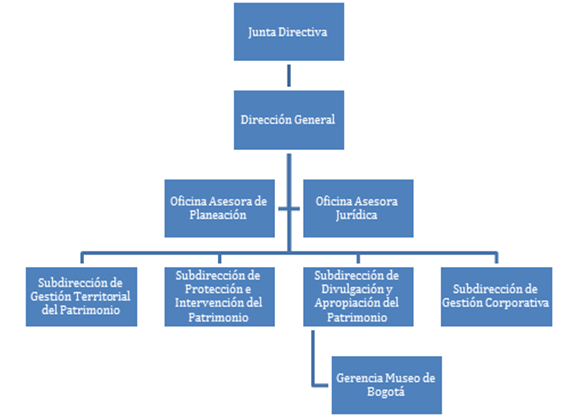 Junta Directiva
Dirección General
Oficina Asesora de
Planeación
Oficina Asesora
Jurídica
Subdirección de
Gestión Territorial
del Patrimonio
Subdirección de
Protección e
Intervención del
Patrimonio
Subdirección de
Divulgación y
Apropiación del
Patrimonio
Subdirección de
Gestión Corporativa
Gerencia Museo de
Bogotá